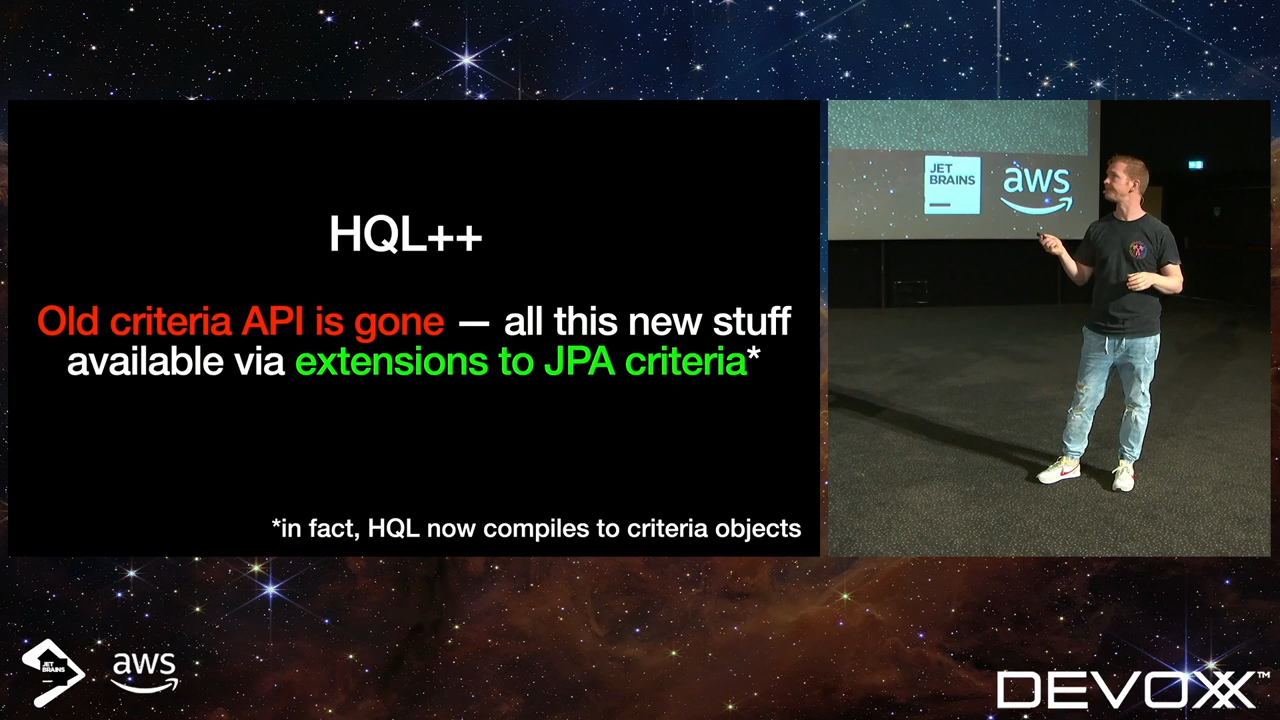 HQL++
Old criteria API is gone — all this new stuff
available via extensions to JPA criteria*
*in fact, HQL now compiles to criteria objects
JET
BRAINS
aws
JET
BRAINS
aws
DEVOXX™